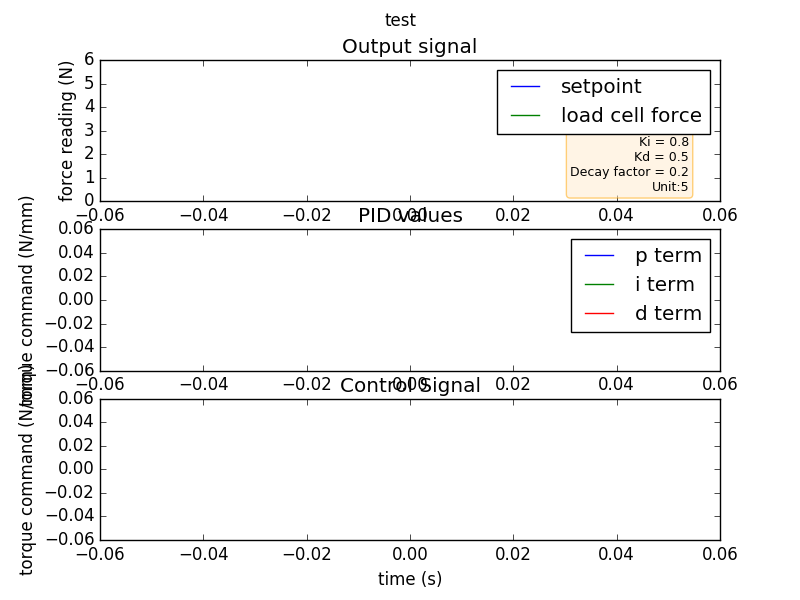 test
Output signal
force reading (N)
6
5
4
3
2
1
0
setpoint
load cell force
Ki = 0.8
Kd = 0.5
Decay factor = 0.2
Unit:5
−0.06 −0.04 −0.02 0.00 0.02 0.04 0.06
PID values
torque command (N/mm)
0.06
0.04
0.02
0.00
−0.02
−0.04
−0.06
p term
i term
d term
−0.06 −0.04 −0.02 0.00 0.02 0.04 0.06
Control Signal
torque command (N/mm)
0.06
0.04
0.02
0.00
−0.02
−0.04
−0.06
−0.06 −0.04 −0.02 0.00 0.02 0.04 0.06
time (s)